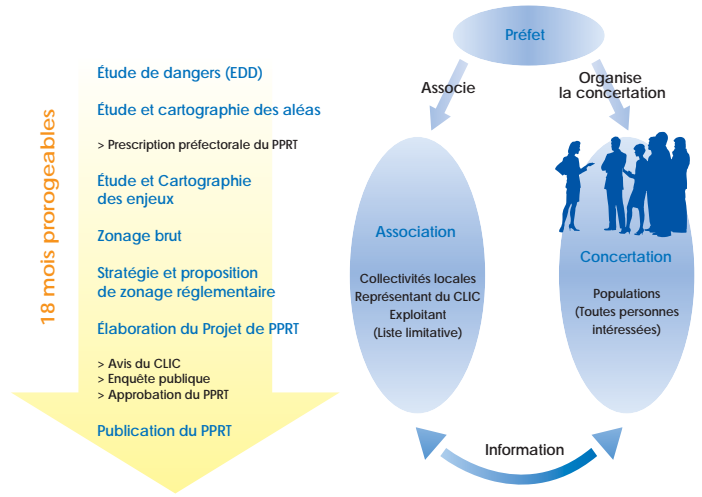 18 mois prorogeables
Étude de dangers (EDD)
Étude et cartographie des aléas
> Prescription préfectorale du PPRT
Étude et Cartographie
des enjeux
Zonage brut
Stratégie et proposition
de zonage réglementaire
Élaboration du Projet de PPRT
> Avis du CLIC
> Enquête publique
> Approbation du PPRT
Publication du PPRT
Préfet
Associe
Organise
la concertation
Association
Collectivités locales
Représentant du CLIC
Exploitant
(Liste limitative)
Concertation
Populations
(Toutes personnes
intéressées)
Information